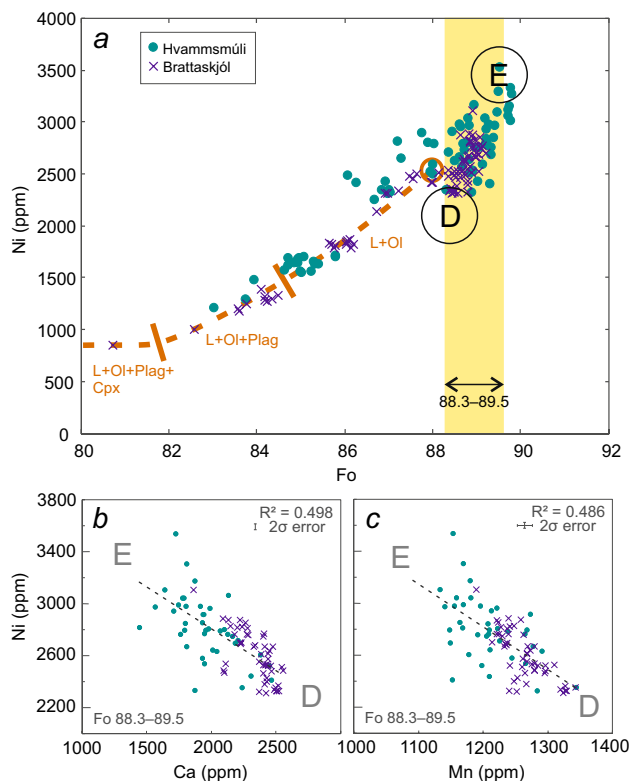 a
Hvammsmúli
Brattaskjól
E
D
L+Ol
L+Ol+Plag
L+Ol+Plag+
Cpx
88.3–89.5
4000
3500
3000
2500
2000
1500
1000
500
0
Ni (ppm)
80 82 84 86 88 90 92
Fo
b
R² = 0.498
2σ error
E
D
Fo 88.3–89.5
4800
3800
3400
3000
2600
2200
Ni (ppm)
1000 1500 2000 2500 3000
Ca (ppm)
c
R² = 0.486
2σ error
E
D
Fo 88.3–89.5
1000 1100 1200 1300 1400
Mn (ppm)